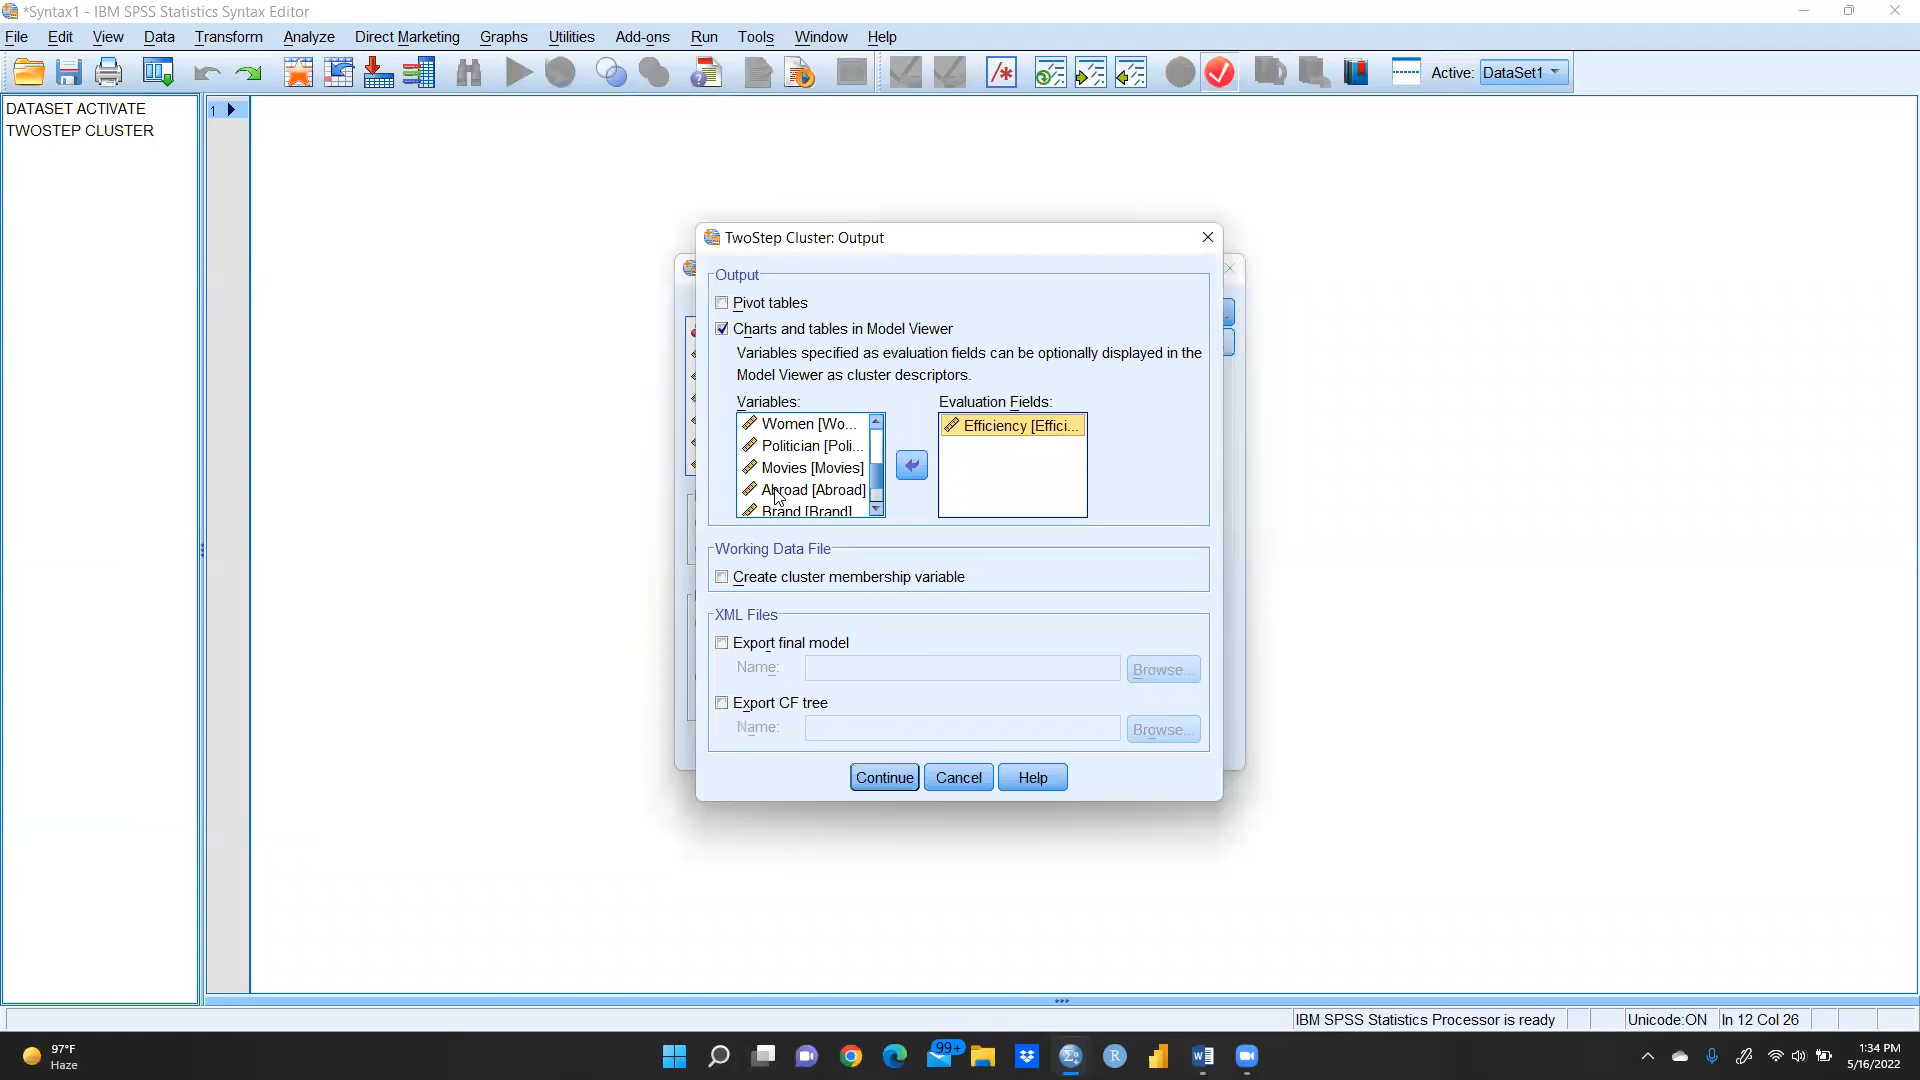 *Syntax1 - IBM SPSS Statistics Syntax Editor
File Edit View Data Transform Analyze Direct Marketing Graphs Utilities Add-ons Run Tools Window Help
Active: DataSet1
DATASET ACTIVATE
TWOSTEP CLUSTER
1
TwoStep Cluster: Output
Output
Pivot tables
Charts and tables in Model Viewer
Variables specified as evaluation fields can be optionally displayed in the
Model Viewer as cluster descriptors.
Variables:
Evaluation Fields:
Women [Wo...
Politician [Poli...
Movies [Movies]
Abroad [Abroad]
Brand [Brand]
Efficiency [Effici...
Working Data File
Create cluster membership variable
XML Files
Export final model
Name:
Browse...
Export CF tree
Name:
Browse...
Continue Cancel Help
IBM SPSS Statistics Processor is ready
Unicode:ON
In 12 Col 26
97°F
Haze
99+
1:34 PM
5/16/2022